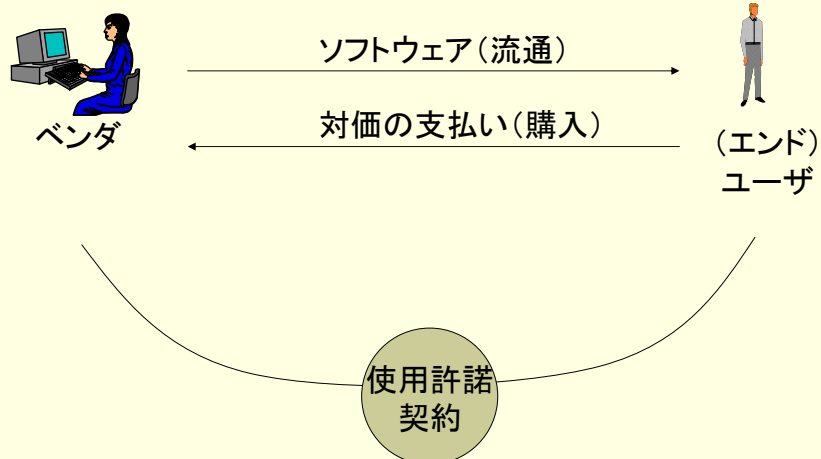 ソフトウェア(流通)
ベンダ
対価の支払い(購入)
(エンド)
ユーザ
使用許諾
契約